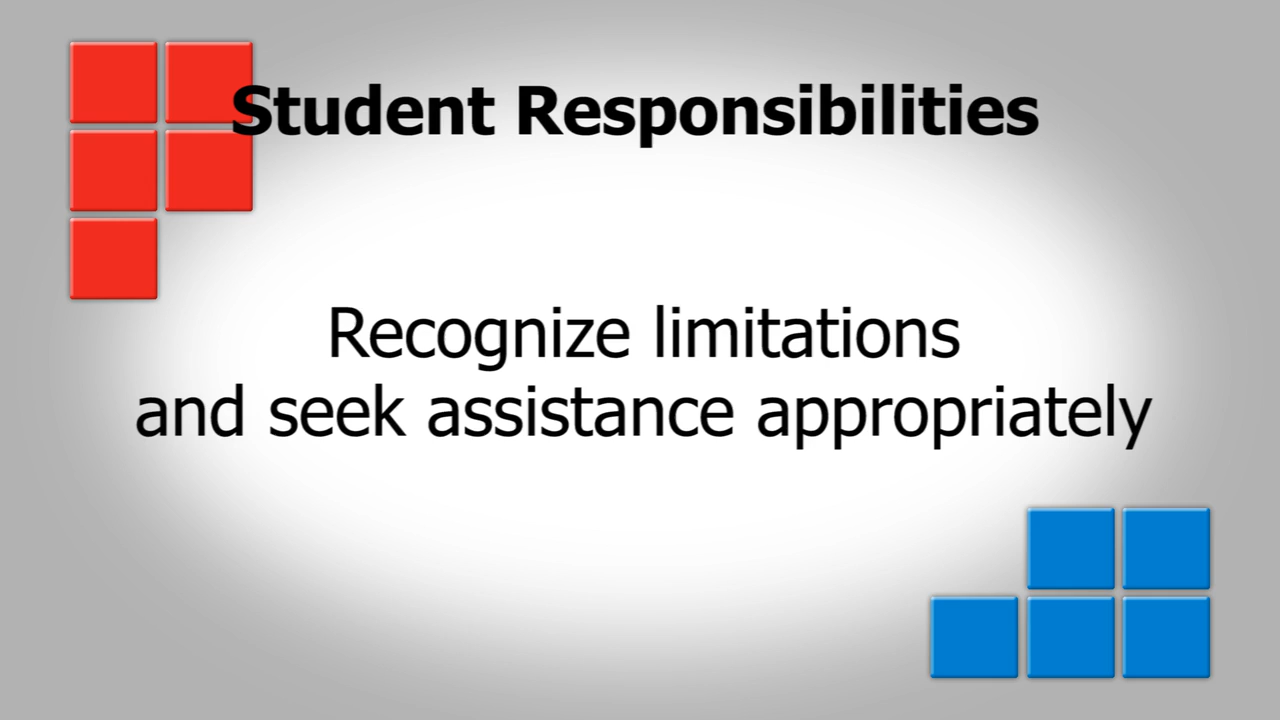 Student Responsibilities
Recognize limitations
and seek assistance appropriately